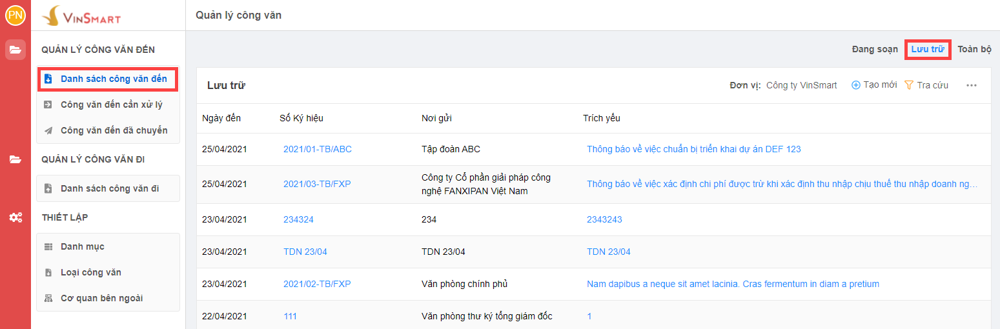 PN
VINSMART
Quản lý công văn
QUẢN LÝ CÔNG VĂN ĐẾN
Danh sách công văn đến
Công văn đến cần xử lý
Công văn đến đã chuyển
QUẢN LÝ CÔNG VĂN ĐI
Danh sách công văn đi
THIẾT LẬP
Danh mục
Loại công văn
Cơ quan bên ngoài
Đang soạn Lưu trữ Toàn bộ
Lưu trữ Đơn vị: Công ty VinSmart Tạo mới Tra cứu
Ngày đến Số Ký hiệu Nơi gửi Trích yếu
25/04/2021 2021/01-TB/ABC Tập đoàn ABC Thông báo về việc chuẩn bị triển khai dự án DEF 123
25/04/2021 2021/03-TB/FXP Công ty Cổ phần giải pháp công nghệ FANXIPAN Việt Nam Thông báo về việc xác định chi phí được trừ khi xác định thu nhập chịu thuế thu nhập doanh ng...
23/04/2021 234324 234 2343243
23/04/2021 TDN 23/04 TDN 23/04 TDN 23/04
23/04/2021 2021/02-TB/FXP Văn phòng chính phủ Nam dapibus a neque sit amet lacinia. Cras fermentum in diam a pretium
22/04/2021 111 Văn phòng thư ký tổng giám đốc 1